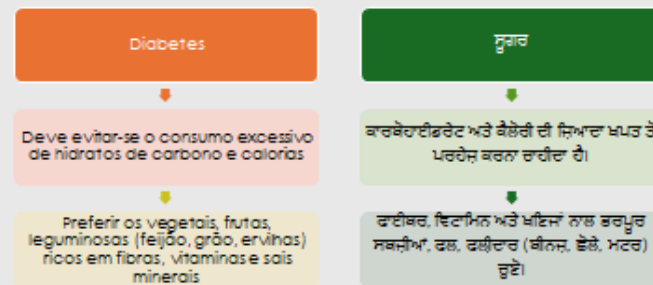 Diabetes
Deve evitar-se o consumo excessivo
de hidratos de carbono e calorias
Preferir os vegetais, frutas,
leguminosas (feijão, grão, ervilhas)
ricos em fibras, vitaminas e sais
minerais
ਸ਼ੂਗਰ
ਕਾਰਬੋਹਾਈਡਰੇਟ ਅਤੇ ਕੈਲੋਰੀ ਦੀ ਜ਼ਿਆਦਾ ਖਪਤ ਤੋਂ
ਪਰਹੇਜ਼ ਕਰਨਾ ਚਾਹੀਦਾ ਹੈ।
ਫਾਈਬਰ, ਵਿਟਾਮਿਨ ਅਤੇ ਖਣਿਜਾਂ ਨਾਲ ਭਰਪੂਰ
ਸਬਜ਼ੀਆਂ, ਫਲ, ਫਲ਼ੀਦਾਰ (ਬੀਨਜ਼, ਛੋਲੇ, ਮਟਰ)
ਚੁਣੋ।